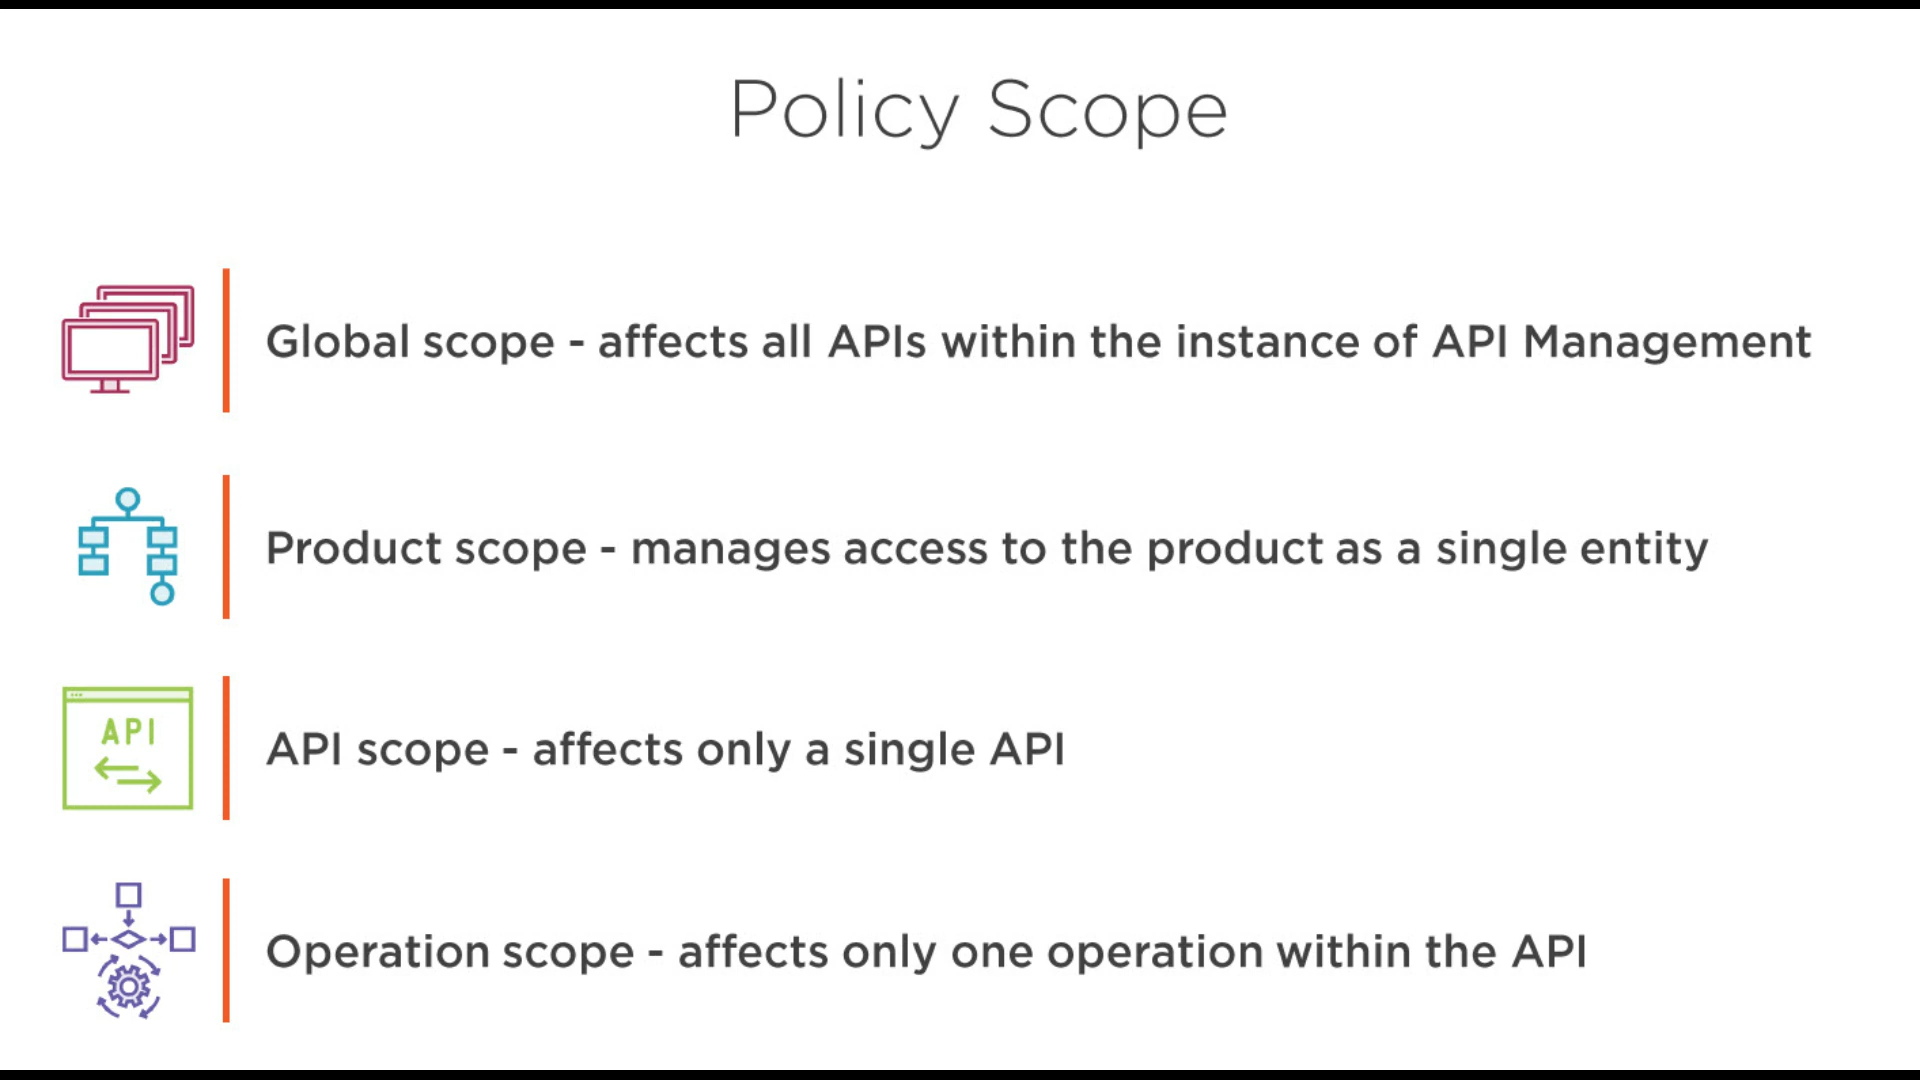 Policy Scope
Global scope - affects all APIs within the instance of API Management
Product scope - manages access to the product as a single entity
API
API scope - affects only a single API
Operation scope - affects only one operation within the API